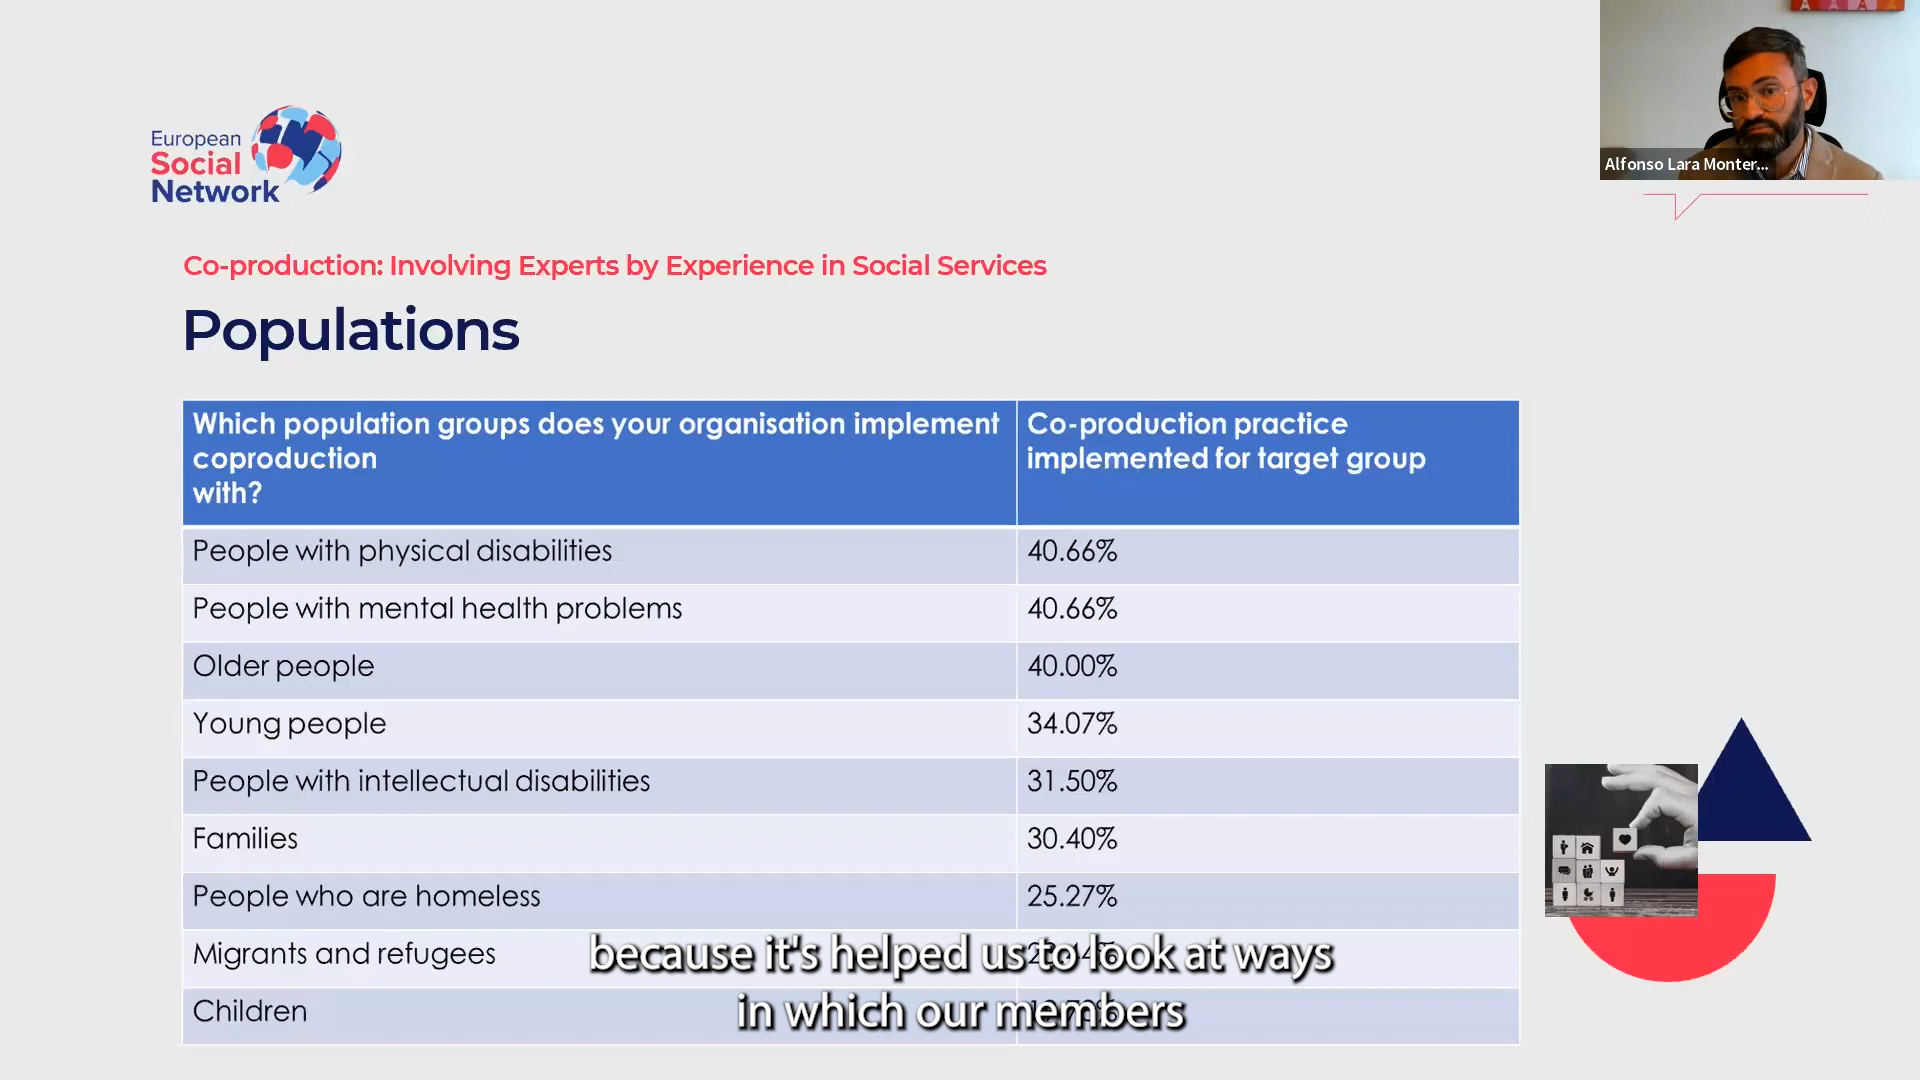 European
Social
Network
Alfonso Lara Monter...
Co-production: Involving Experts by Experience in Social Services
Populations
Which population groups does your organisation implement
coproduction
with?
Co-production practice
implemented for target group
People with physical disabilities
40.66%
People with mental health problems
40.66%
Older people
40.00%
Young people
34.07%
People with intellectual disabilities
31.50%
Families
30.40%
People who are homeless
25.27%
Migrants and refugees
Children
because it's helped us to look at ways
in which our members